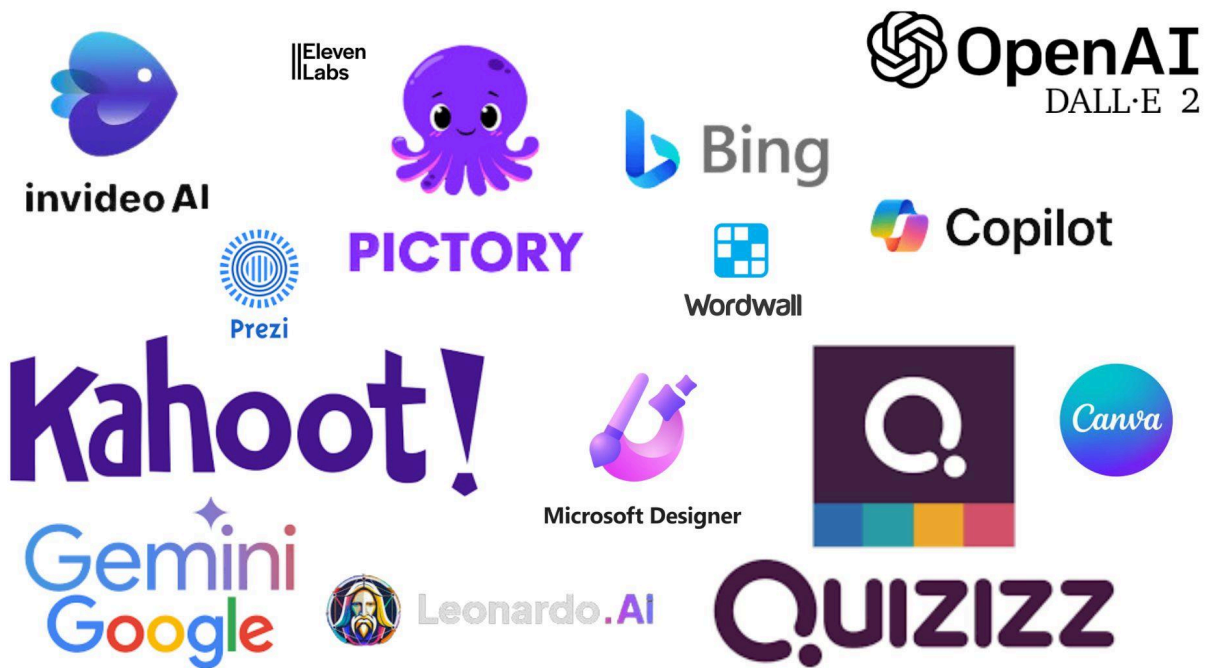 ||Eleven
||Labs
OpenAI
DALL·E 2
invideo AI
PICTORY
Bing
Copilot
Prezi
Wordwall
Kahoot!
Canva
Microsoft Designer
Gemini
Google
Leonardo.Ai
QUIZIZZ